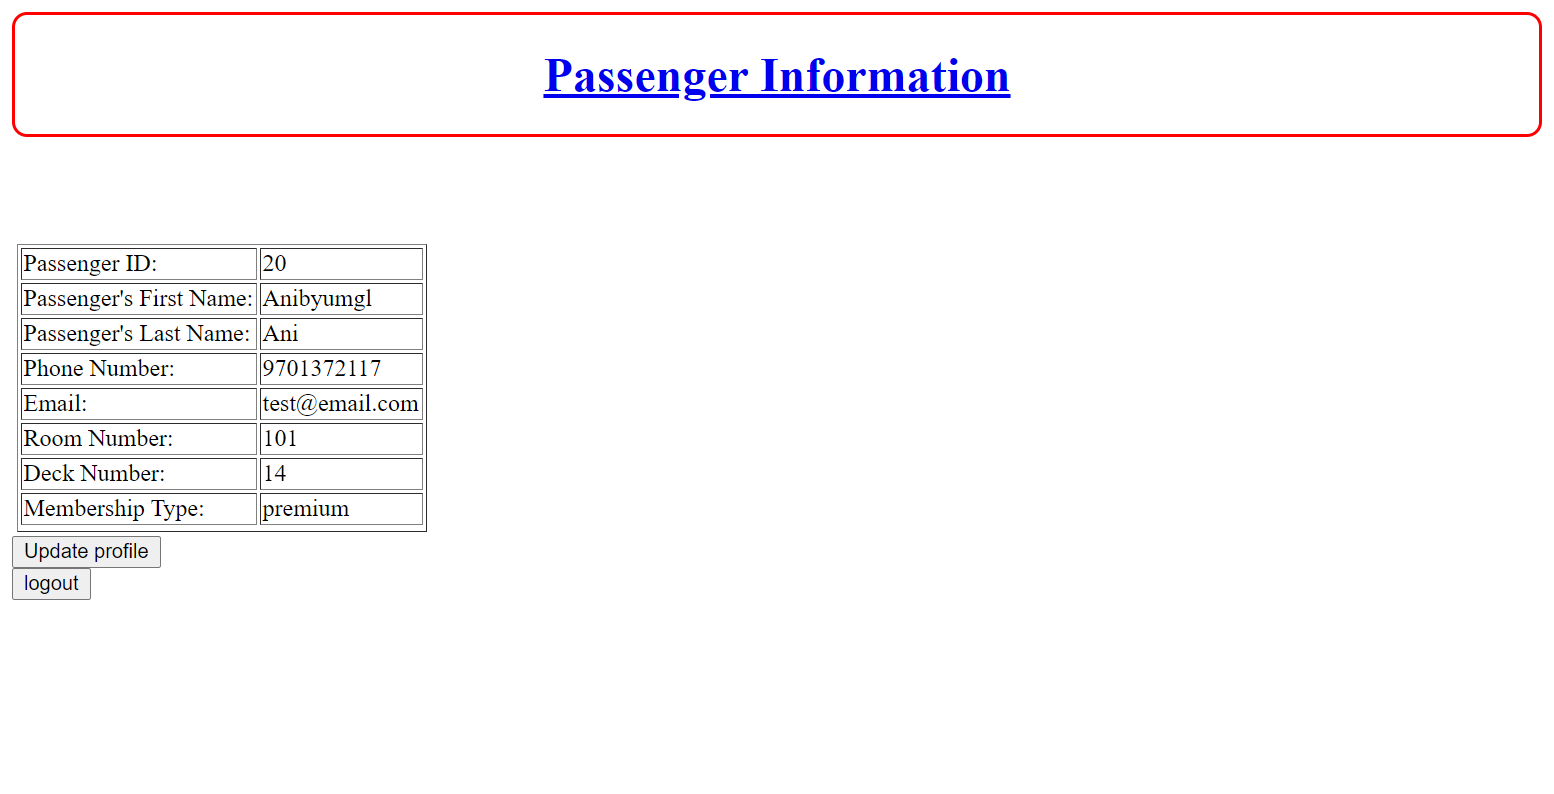 Passenger Information
Passenger ID: 20
Passenger's First Name: Anibyumgl
Passenger's Last Name: Ani
Phone Number: 9701372117
Email: test@email.com
Room Number: 101
Deck Number: 14
Membership Type: premium
Update profile
logout